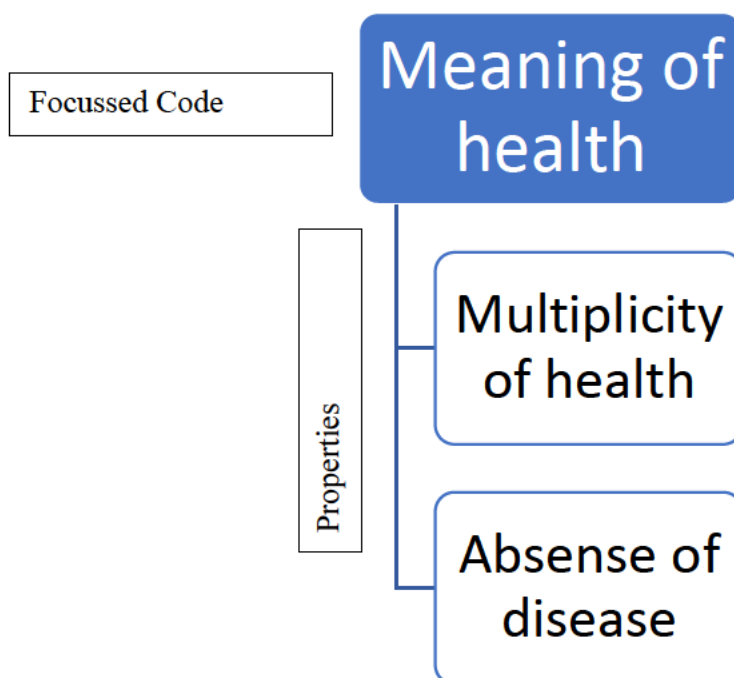 Focussed Code
Meaning of
health
Properties
Multiplicity
of health
Absense of
disease